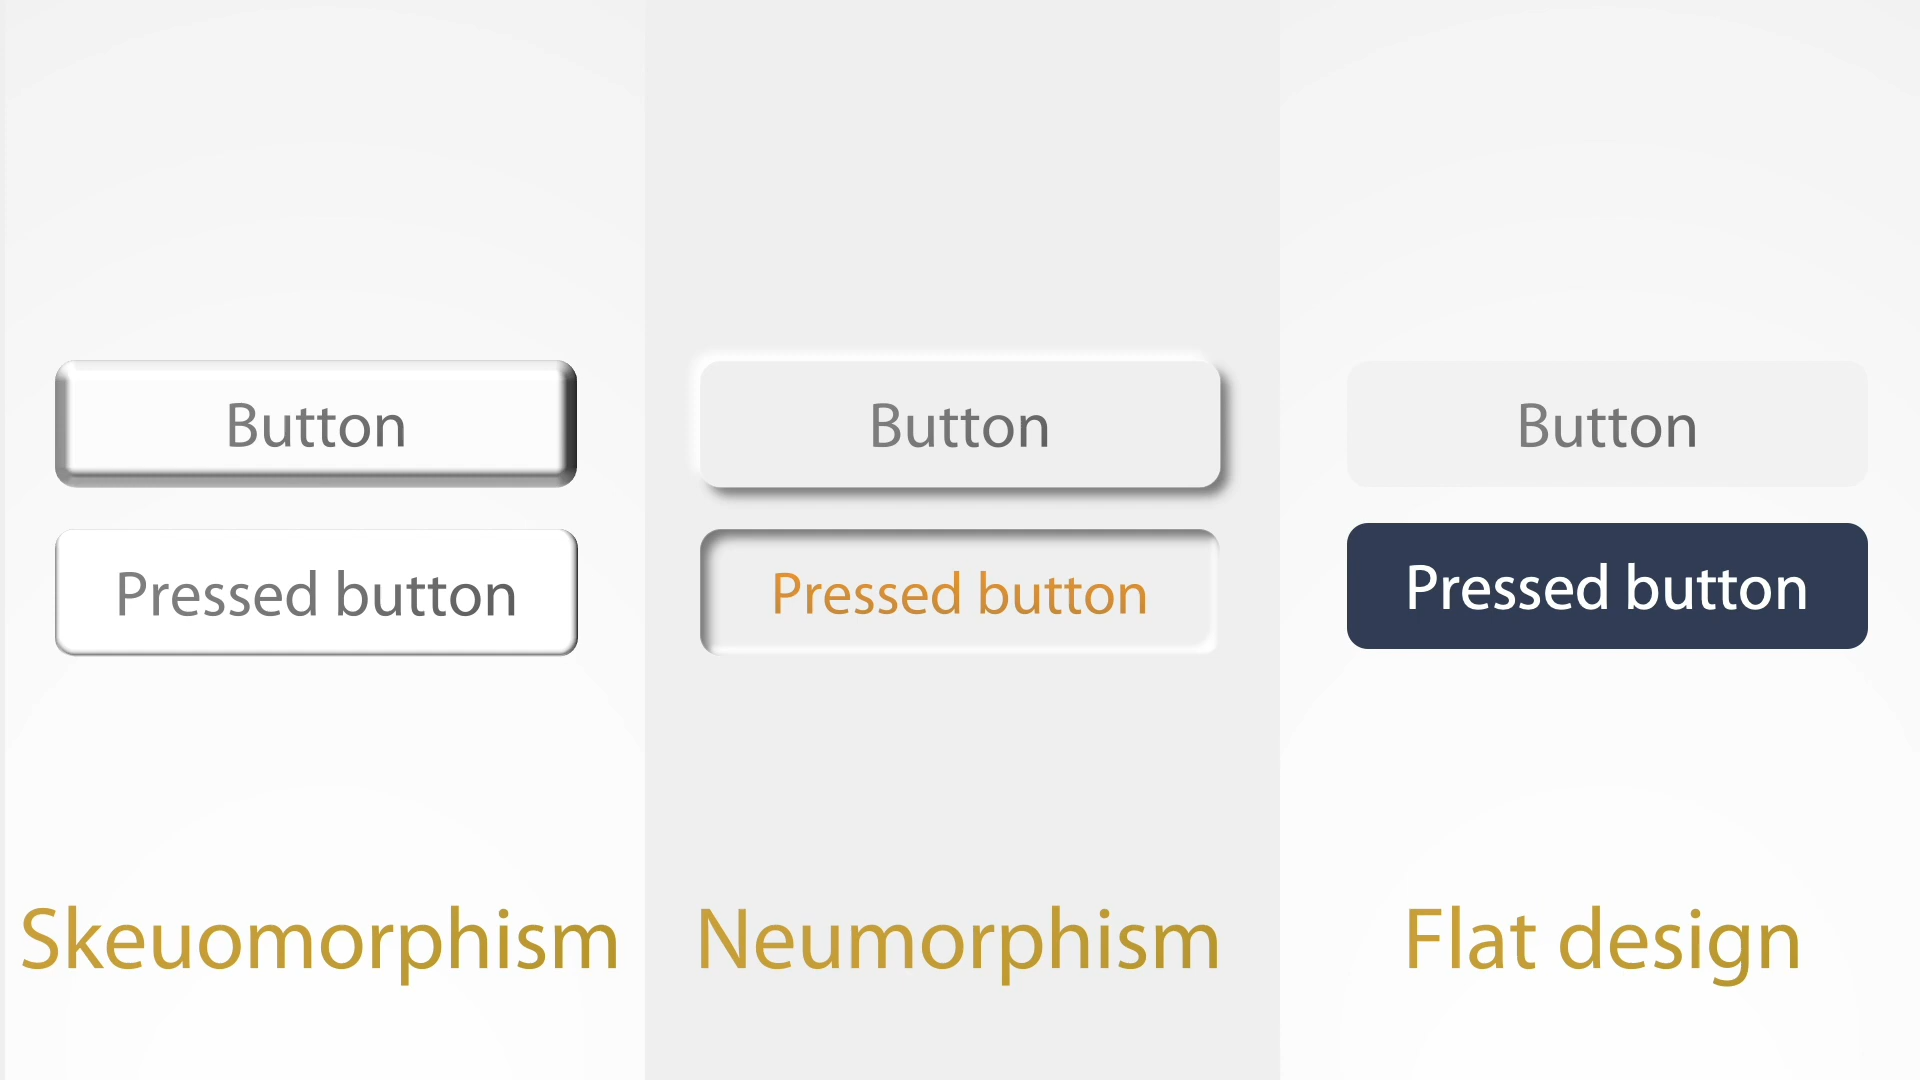 Button
Pressed button
Skeuomorphism
Button
Pressed button
Neumorphism
Button
Pressed button
Flat design